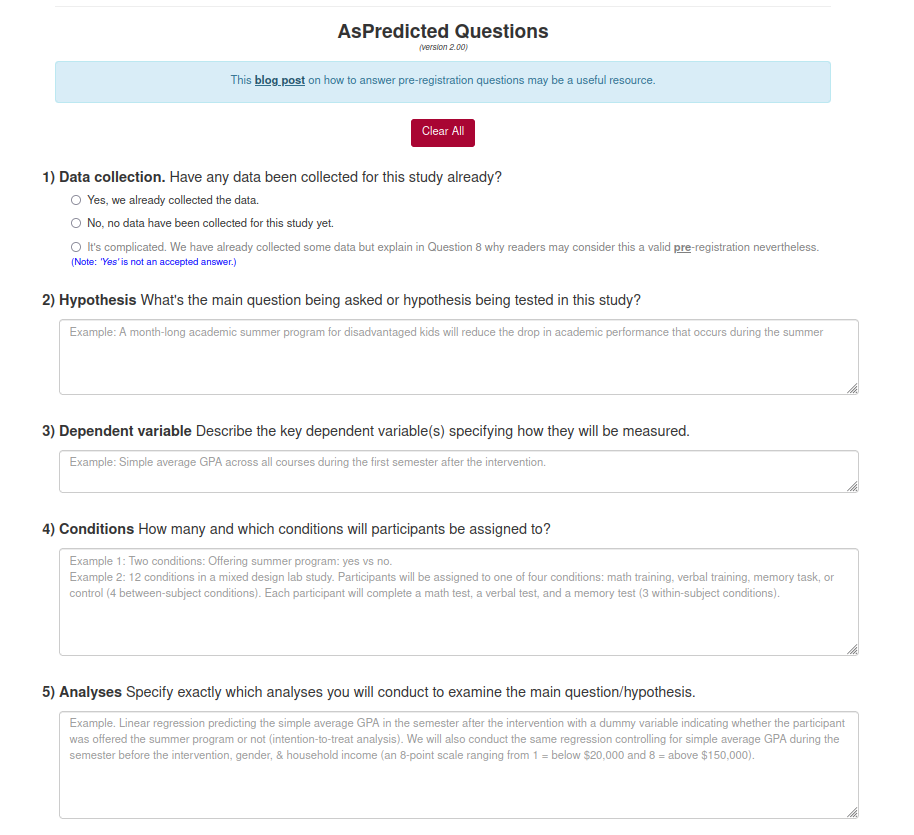 AsPredicted Questions
(version 2.00)
This blog post on how to answer pre-registration questions may be a useful resource.
Clear All
1) Data collection. Have any data been collected for this study already?
Yes, we already collected the data.
No, no data have been collected for this study yet.
It's complicated. We have already collected some data but explain in Question 8 why readers may consider this a valid pre-registration nevertheless.
(Note: 'Yes' is not an accepted answer.)
2) Hypothesis What's the main question being asked or hypothesis being tested in this study?
Example: A month-long academic summer program for disadvantaged kids will reduce the drop in academic performance that occurs during the summer
3) Dependent variable Describe the key dependent variable(s) specifying how they will be measured.
Example: Simple average GPA across all courses during the first semester after the intervention.
4) Conditions How many and which conditions will participants be assigned to?
Example 1: Two conditions: Offering summer program: yes vs no.
Example 2: 12 conditions in a mixed design lab study. Participants will be assigned to one of four conditions: math training, verbal training, memory task, or
control (4 between-subject conditions). Each participant will complete a math test, a verbal test, and a memory test (3 within-subject conditions).
5) Analyses Specify exactly which analyses you will conduct to examine the main question/hypothesis.
Example. Linear regression predicting the simple average GPA in the semester after the intervention with a dummy variable indicating whether the participant
was offered the summer program or not (intention-to-treat analysis). We will also conduct the same regression controlling for simple average GPA during the
semester before the intervention, gender, & household income (an 8-point scale ranging from 1 = below $20,000 and 8 = above $150,000).